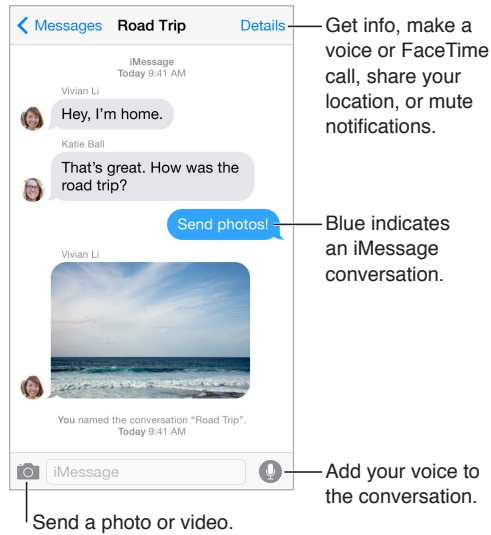 Messages Road Trip Details
Get info, make a
voice or FaceTime
call, share your
location, or mute
notifications.
iMessage
Today 9:41 AM
Vivian Li
Hey, I'm home.
Katie Ball
That's great. How was the
road trip?
Send photos!
Blue indicates
an iMessage
conversation.
Vivian Li
You named the conversation “Road Trip”.
Today 9:41 AM
iMessage
Add your voice to
the conversation.
Send a photo or video.